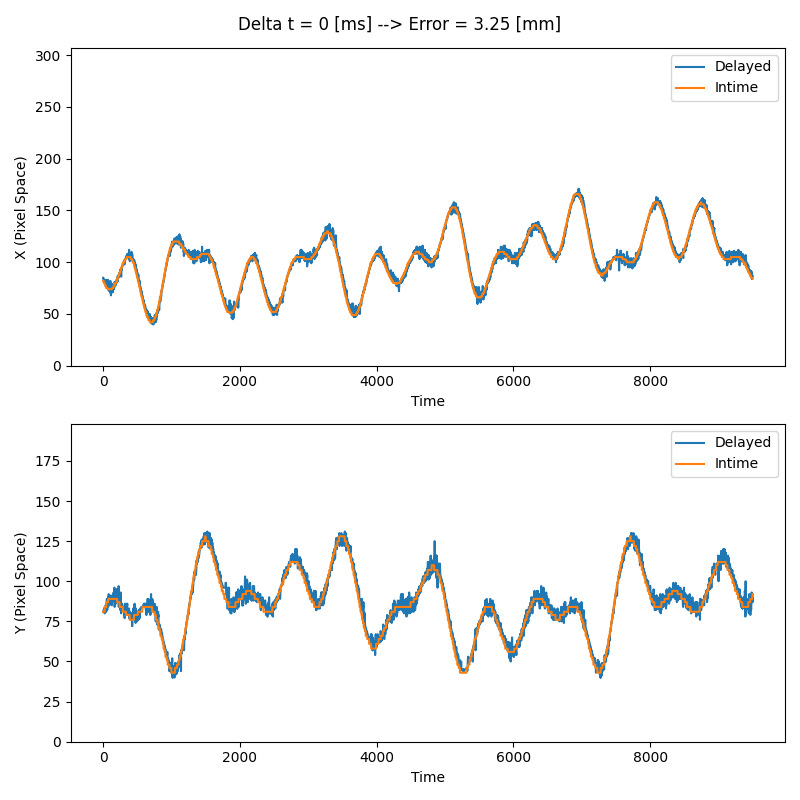 Delta t = 0 [ms] --> Error = 3.25 [mm]
300
250
200
150
100
50
0
X (Pixel Space)
Delayed
Intime
0 2000 4000 6000 8000
Time
175
150
125
100
75
50
25
0
Y (Pixel Space)
Delayed
Intime
0 2000 4000 6000 8000
Time